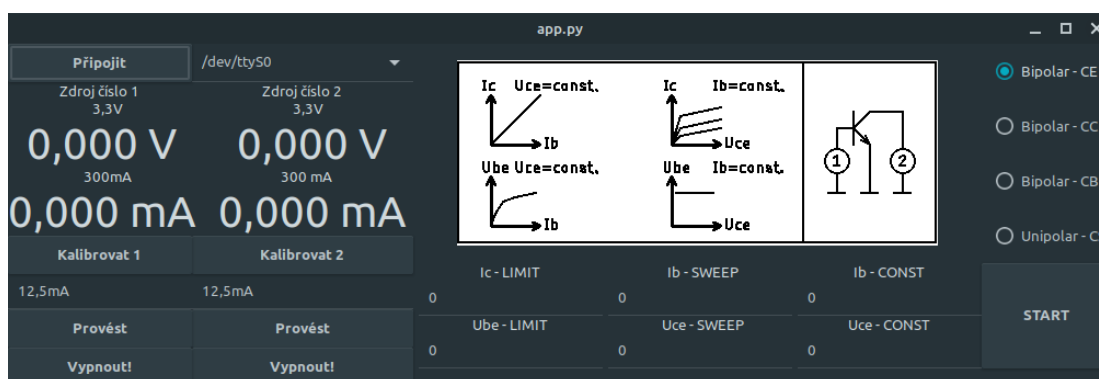 app.py
Připojit
/dev/ttyS0
Zdroj číslo 1
3,3V
0,000 V
300mA
0,000 mA
Kalibrovat 1
12,5mA
Provést
Vypnout!
Zdroj číslo 2
3,3V
0,000 V
300 mA
0,000 mA
Kalibrovat 2
12,5mA
Provést
Vypnout!
Ic Uce=const.
Ib
Ic Ib=const.
Uce
Ube Uce=const.
Ib
Ube Ib=const.
Uce
1
2
Ic - LIMIT
0
Ib - SWEEP
0
Ib - CONST
0
Ube - LIMIT
0
Uce - SWEEP
0
Uce - CONST
0
Bipolar - CE
Bipolar - CC
Bipolar - CB
Unipolar - C
START